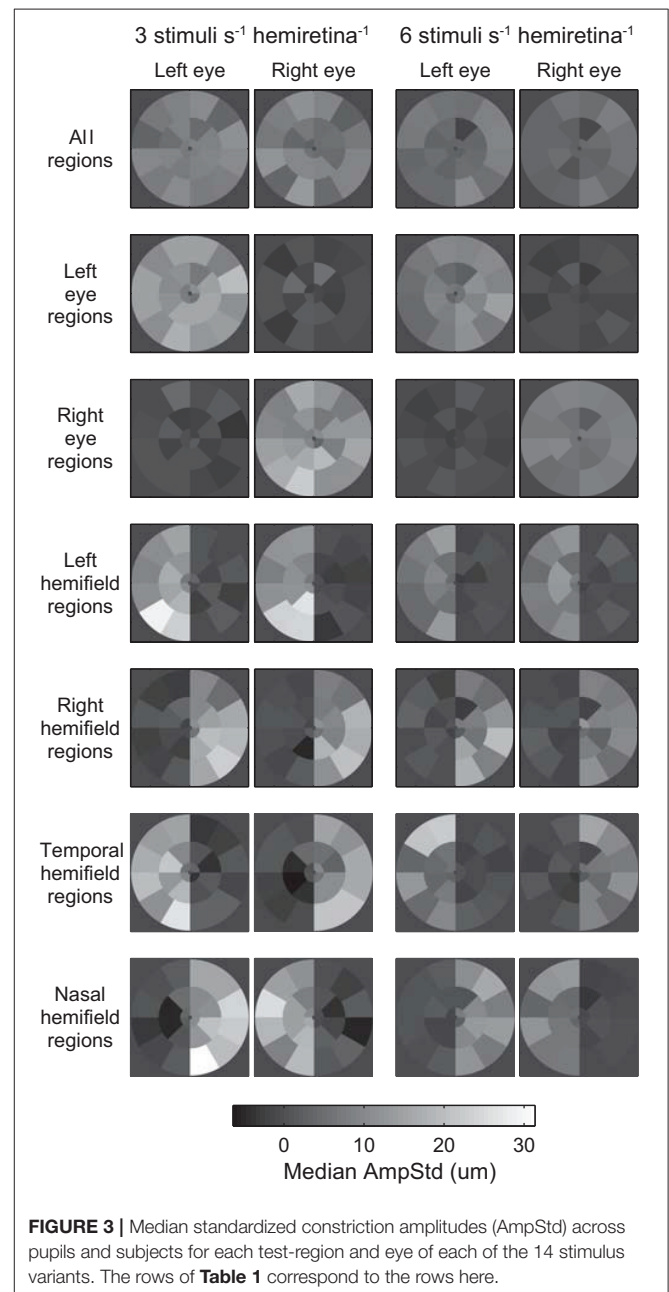 3 stimuli s⁻¹ hemiretina⁻¹ 6 stimuli s⁻¹ hemiretina⁻¹
Left eye Right eye Left eye Right eye
All
regions
Left
eye
regions
Right
eye
regions
Left
hemifield
regions
Right
hemifield
regions
Temporal
hemifield
regions
Nasal
hemifield
regions
0 10 20 30
Median AmpStd (um)
FIGURE 3 | Median standardized constriction amplitudes (AmpStd) across
pupils and subjects for each test-region and eye of each of the 14 stimulus
variants. The rows of Table 1 correspond to the rows here.